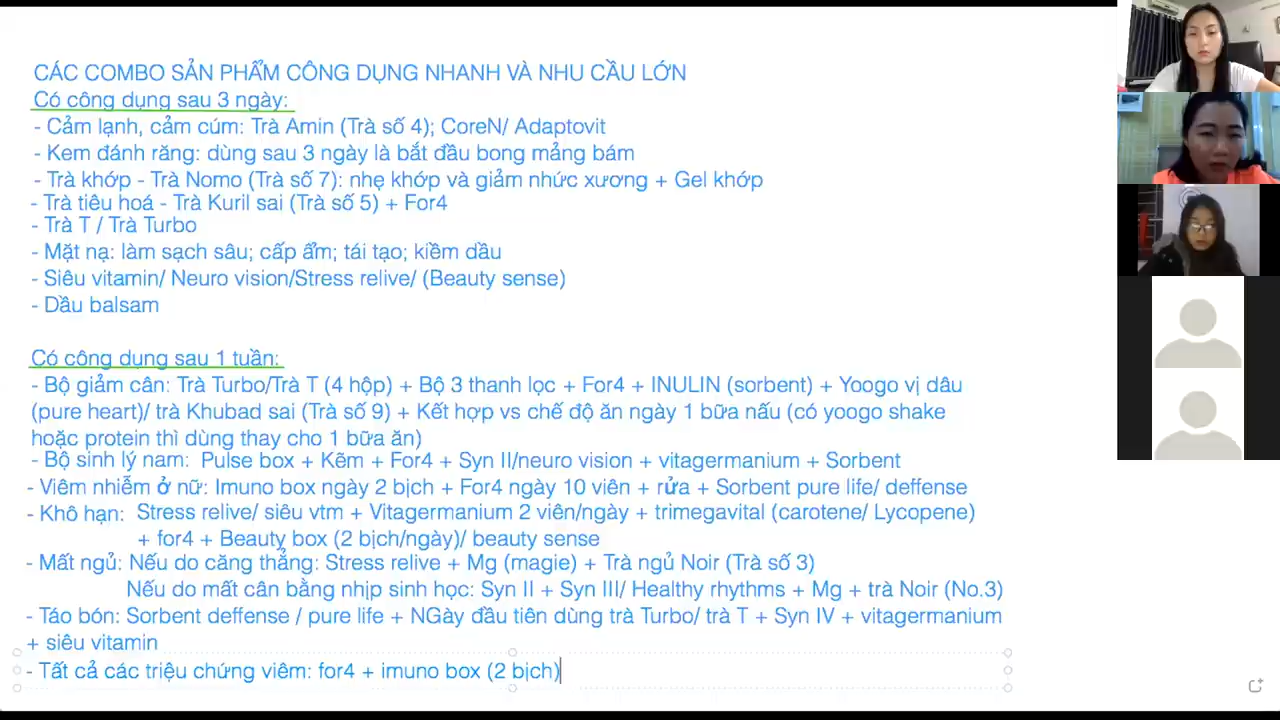 CÁC COMBO SẢN PHẨM CÔNG DỤNG NHANH VÀ NHU CẦU LỚN
Có công dụng sau 3 ngày:
- Cảm lạnh, cảm cúm: Trà Amin (Trà số 4); CoreN/ Adaptovit
- Kem đánh răng: dùng sau 3 ngày là bắt đầu bong mảng bám
- Trà khớp - Trà Nomo (Trà số 7): nhẹ khớp và giảm nhức xương + Gel khớp
- Trà tiêu hoá - Trà Kuril sai (Trà số 5) + For4
- Trà T / Trà Turbo
- Mặt nạ: làm sạch sâu; cấp ẩm; tái tạo; kiềm dầu
- Siêu vitamin/ Neuro vision/Stress relive/ (Beauty sense)
- Dầu balsam
Có công dụng sau 1 tuần:
- Bộ giảm cân: Trà Turbo/Trà T (4 hộp) + Bộ 3 thanh lọc + For4 + INULIN (sorbent) + Yoogo vị dâu
(pure heart)/ trà Khubad sai (Trà số 9) + Kết hợp vs chế độ ăn ngày 1 bữa nấu (có yoogo shake
hoặc protein thì dùng thay cho 1 bữa ăn)
- Bộ sinh lý nam: Pulse box + Kẽm + For4 + Syn II/neuro vision + vitagermanium + Sorbent
- Viêm nhiễm ở nữ: Imuno box ngày 2 bịch + For4 ngày 10 viên + rửa + Sorbent pure life/ deffense
- Khô hạn: Stress relive/ siêu vtm + Vitagermanium 2 viên/ngày + trimegavital (carotene/ Lycopene)
+ for4 + Beauty box (2 bịch/ngày)/ beauty sense
- Mất ngủ: Nếu do căng thẳng: Stress relive + Mg (magie) + Trà ngủ Noir (Trà số 3)
Nếu do mất cân bằng nhịp sinh học: Syn II + Syn III/ Healthy rhythms + Mg + trà Noir (No.3)
- Táo bón: Sorbent deffense / pure life + NGày đầu tiên dùng trà Turbo/ trà T + Syn IV + vitagermanium
+ siêu vitamin
- Tất cả các triệu chứng viêm: for4 + imuno box (2 bịch)